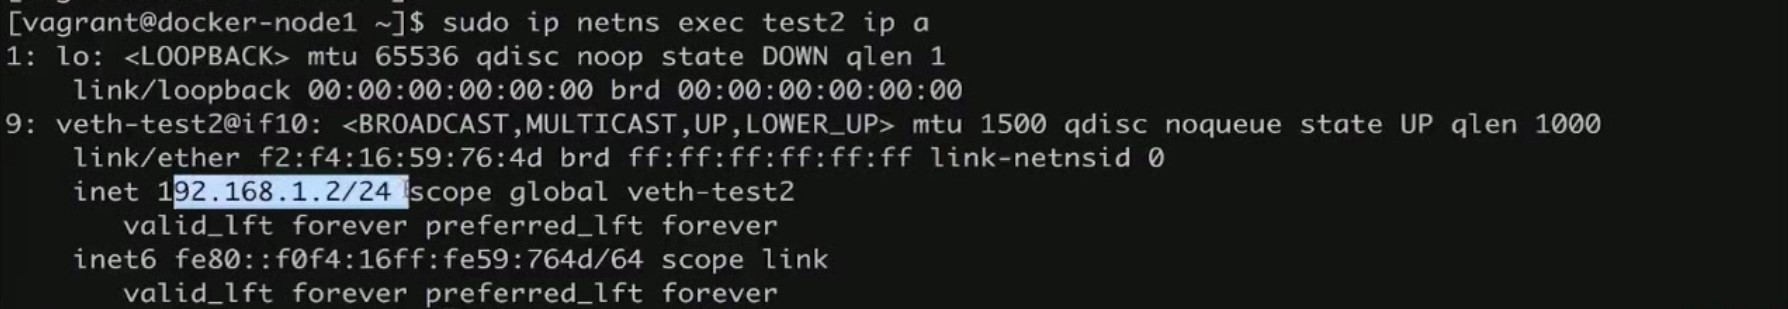 [vagrant@docker-node1 ~]$ sudo ip netns exec test2 ip a
1: lo: <LOOPBACK> mtu 65536 qdisc noop state DOWN qlen 1
    link/loopback 00:00:00:00:00:00 brd 00:00:00:00:00:00
9: veth-test2@if10: <BROADCAST,MULTICAST,UP,LOWER_UP> mtu 1500 qdisc noqueue state UP qlen 1000
    link/ether f2:f4:16:59:76:4d brd ff:ff:ff:ff:ff:ff link-netnsid 0
    inet 192.168.1.2/24 scope global veth-test2
       valid_lft forever preferred_lft forever
    inet6 fe80::f0f4:16ff:fe59:764d/64 scope link
       valid_lft forever preferred_lft forever